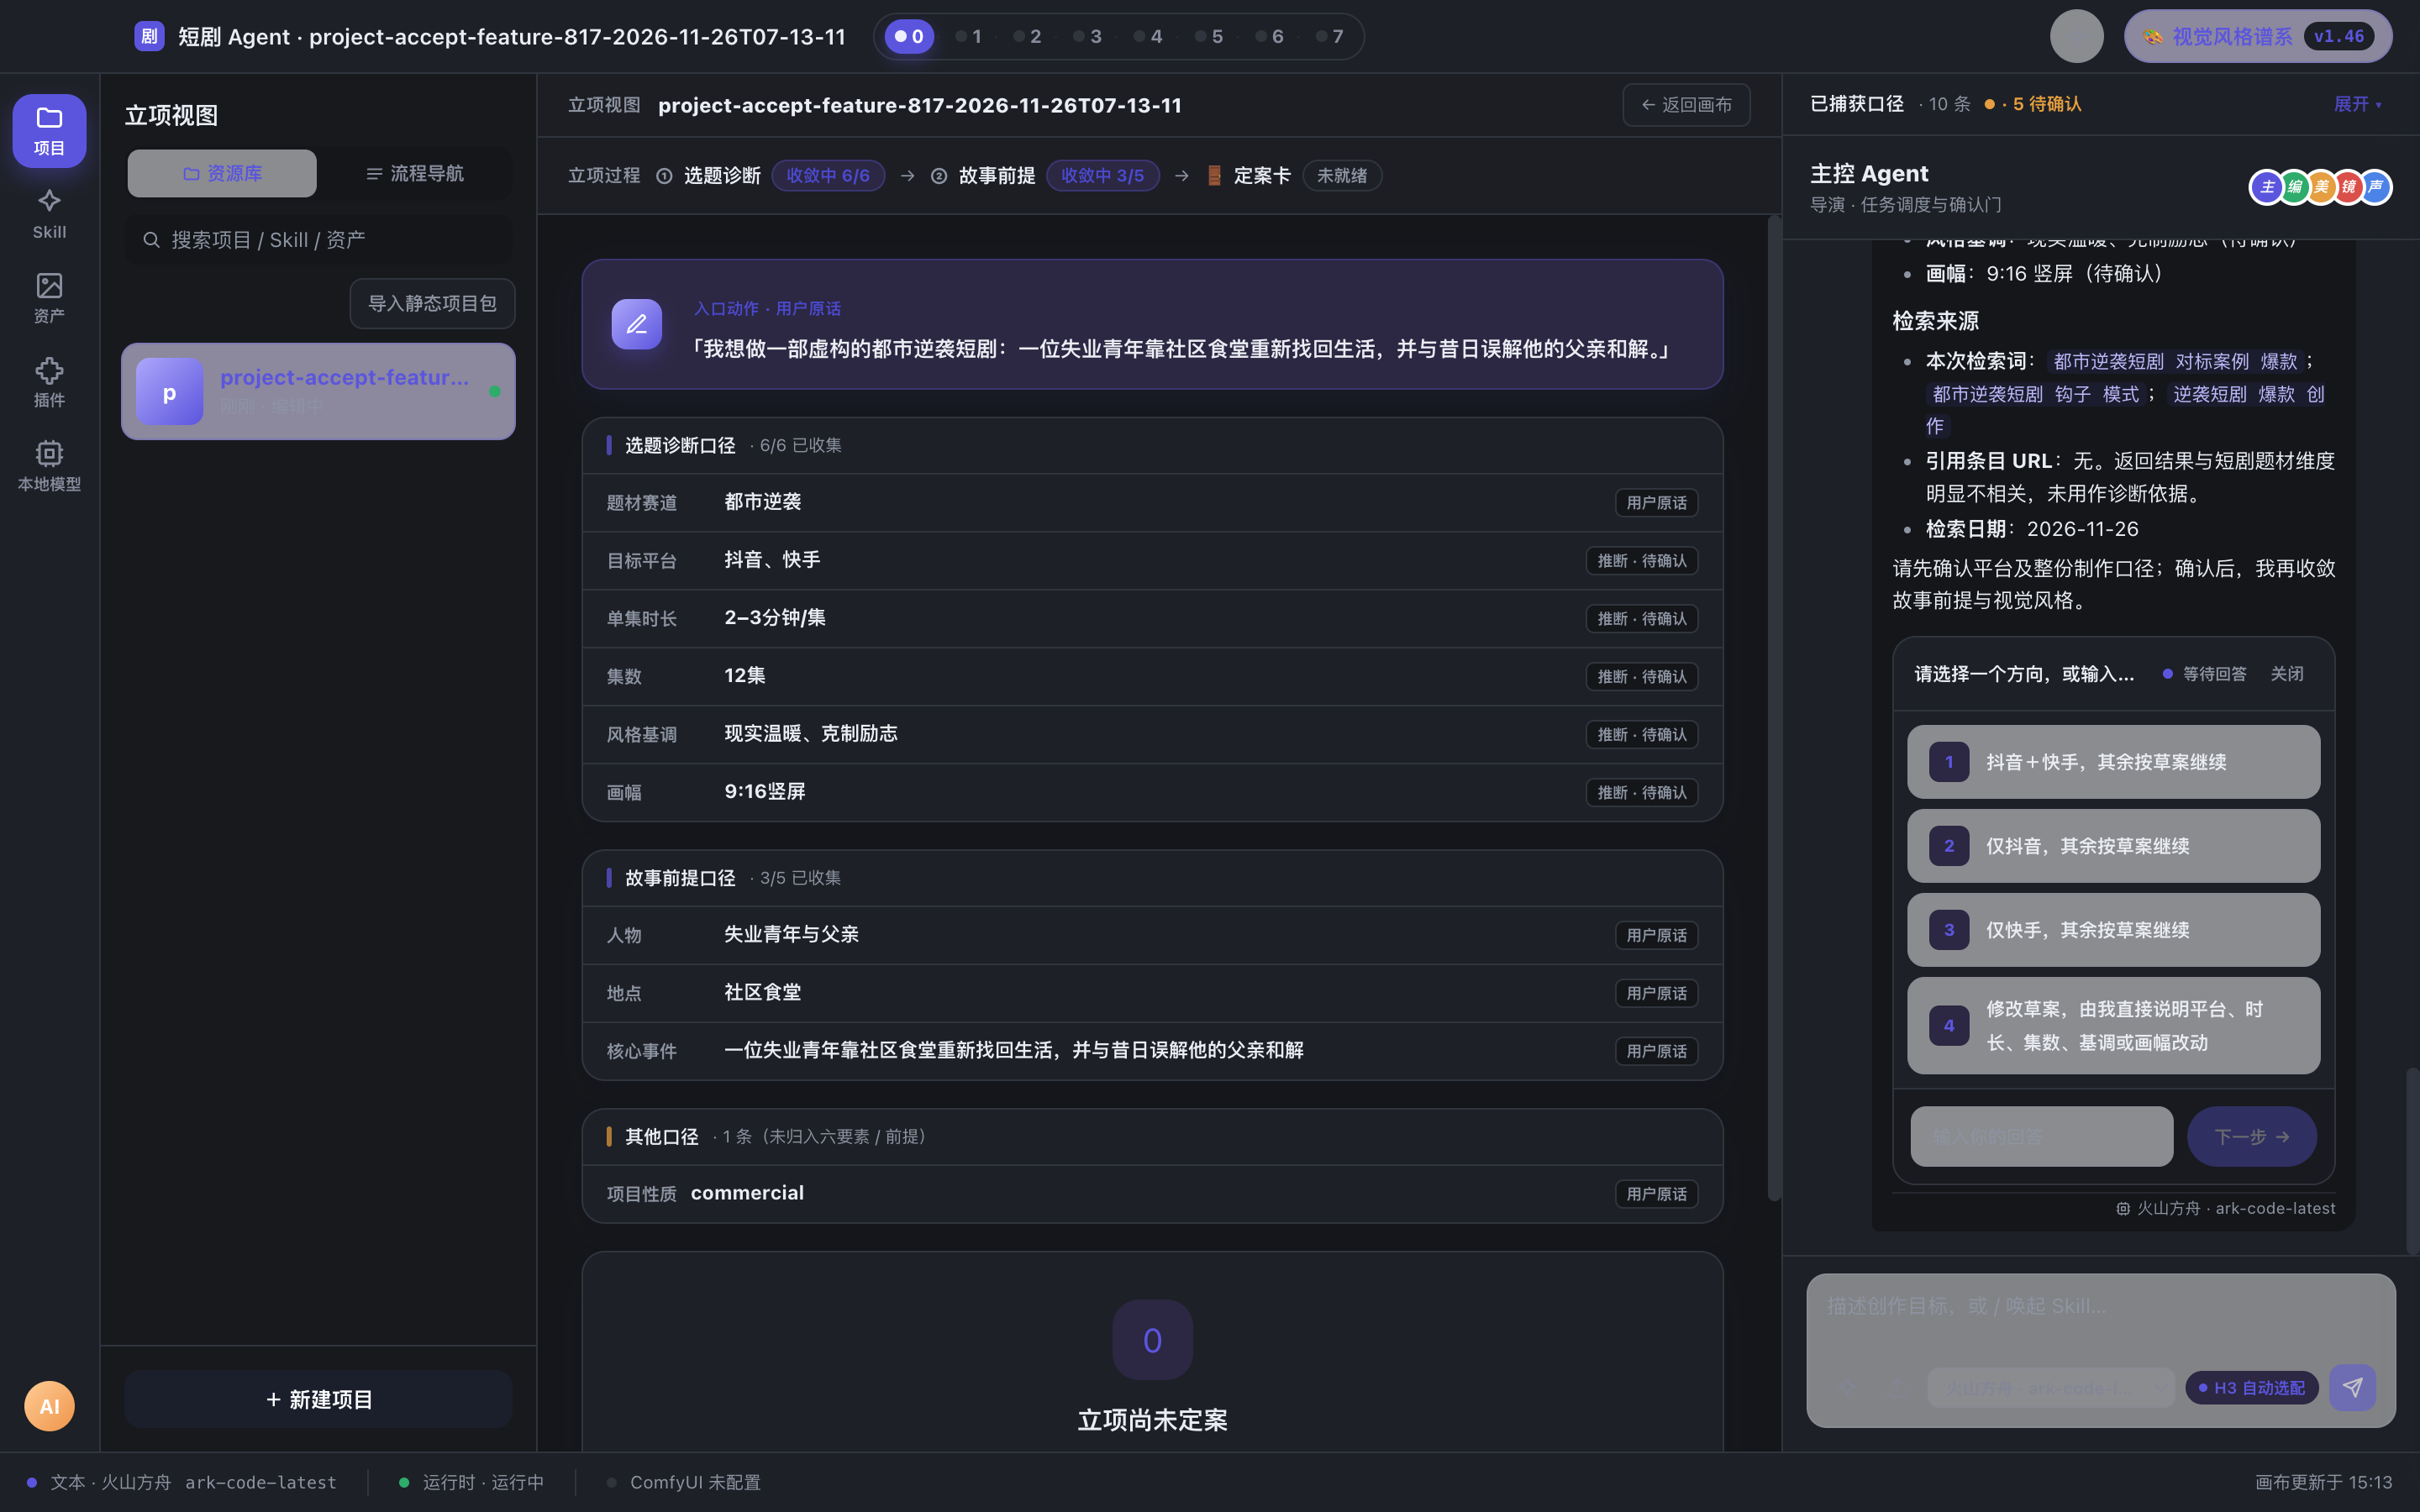 剧 短剧 Agent · project-accept-feature-817-2026-11-26T07-13-11
0 · 1 · 2 · 3 · 4 · 5 · 6 · 7
视觉风格谱系 v1.46
项目
Skill
资产
插件
本地模型
AI
立项视图
资源库
流程导航
搜索项目 / Skill / 资产
导入静态项目包
p
project-accept-featur...
刚刚 · 编辑中
+ 新建项目
立项视图 project-accept-feature-817-2026-11-26T07-13-11
← 返回画布
立项过程 ① 选题诊断 收敛中 6/6 → ② 故事前提 收敛中 3/5 → 定案卡 未就绪
入口动作 · 用户原话
「我想做一部虚构的都市逆袭短剧：一位失业青年靠社区食堂重新找回生活，并与昔日误解他的父亲和解。」
选题诊断口径 · 6/6 已收集
题材赛道 都市逆袭 用户原话
目标平台 抖音、快手 推断 · 待确认
单集时长 2–3分钟/集 推断 · 待确认
集数 12集 推断 · 待确认
风格基调 现实温暖、克制励志 推断 · 待确认
画幅 9:16竖屏 推断 · 待确认
故事前提口径 · 3/5 已收集
人物 失业青年与父亲 用户原话
地点 社区食堂 用户原话
核心事件 一位失业青年靠社区食堂重新找回生活，并与昔日误解他的父亲和解 用户原话
其他口径 · 1 条（未归入六要素 / 前提）
项目性质 commercial 用户原话
0
立项尚未定案
已捕获口径 · 10 条 · 5 待确认
展开 ▾
主控 Agent
导演 · 任务调度与确认门
主 编 美 镜 声
风格基调：现实温暖、克制励志（待确认）
画幅：9:16 竖屏（待确认）
检索来源
本次检索词：都市逆袭短剧 对标案例 爆款；
都市逆袭短剧 钩子 模式；逆袭短剧 爆款 创
作
引用条目 URL：无。返回结果与短剧题材维度
明显不相关，未用作诊断依据。
检索日期：2026-11-26
请先确认平台及整份制作口径；确认后，我再收敛
故事前提与视觉风格。
请选择一个方向，或输入...
等待回答
关闭
1 抖音＋快手，其余按草案继续
2 仅抖音，其余按草案继续
3 仅快手，其余按草案继续
4 修改草案，由我直接说明平台、时
长、集数、基调或画幅改动
输入你的回答
下一步 →
火山方舟 · ark-code-latest
描述创作目标，或 / 唤起 Skill...
火山方舟 · ark-code-l...
H3 自动选配
文本 · 火山方舟 ark-code-latest
运行时 · 运行中
ComfyUI 未配置
画布更新于 15:13